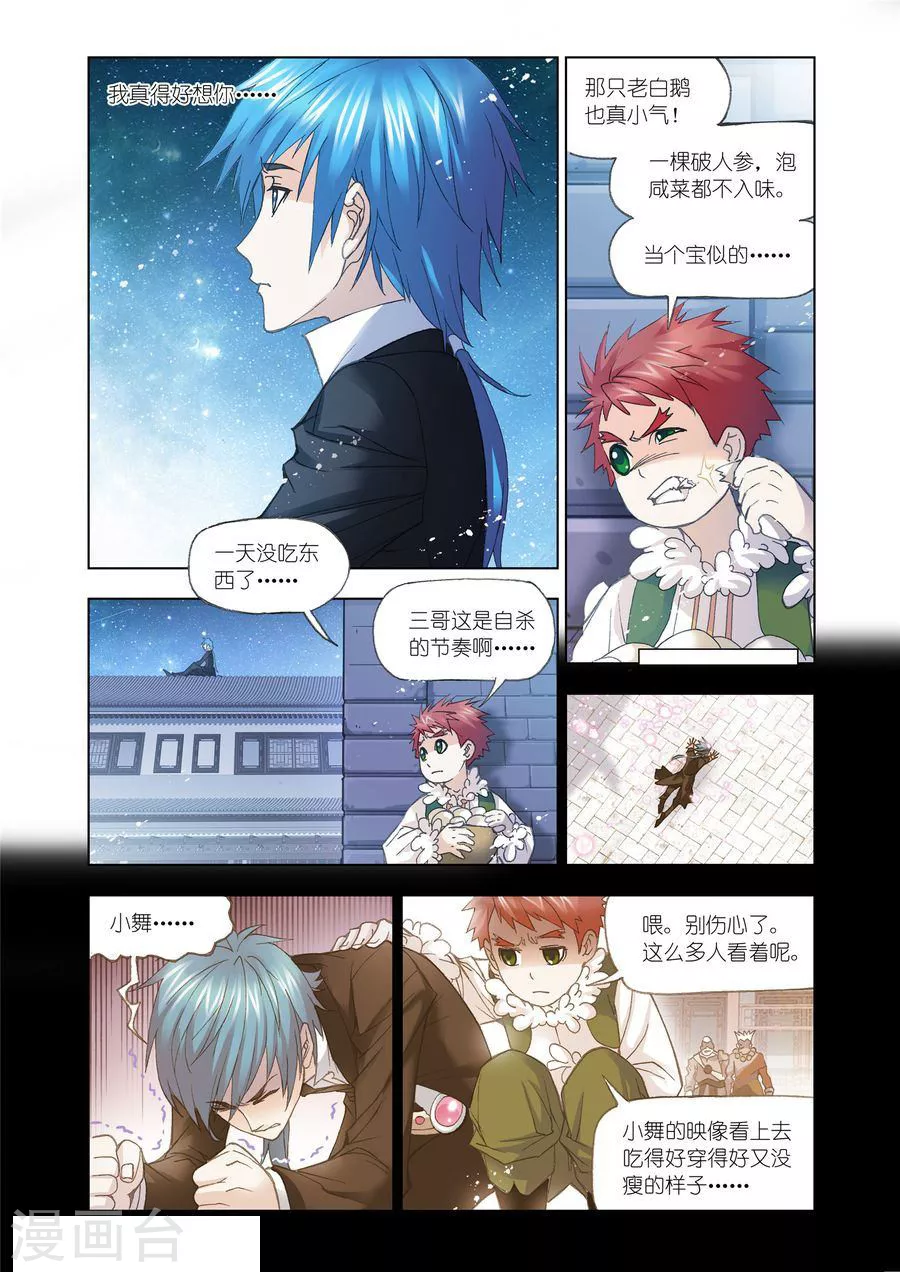 我真得好想你……
那只老白鹅
也真小气！
一棵破人参，泡
咸菜都不入味。
当个宝似的……
一天没吃东
西了……
三哥这是自杀
的节奏啊……
小舞……
喂。别伤心了。
这么多人看着呢。
小舞的映像看上去
吃得好穿得好又没
瘦的样子……
漫画台